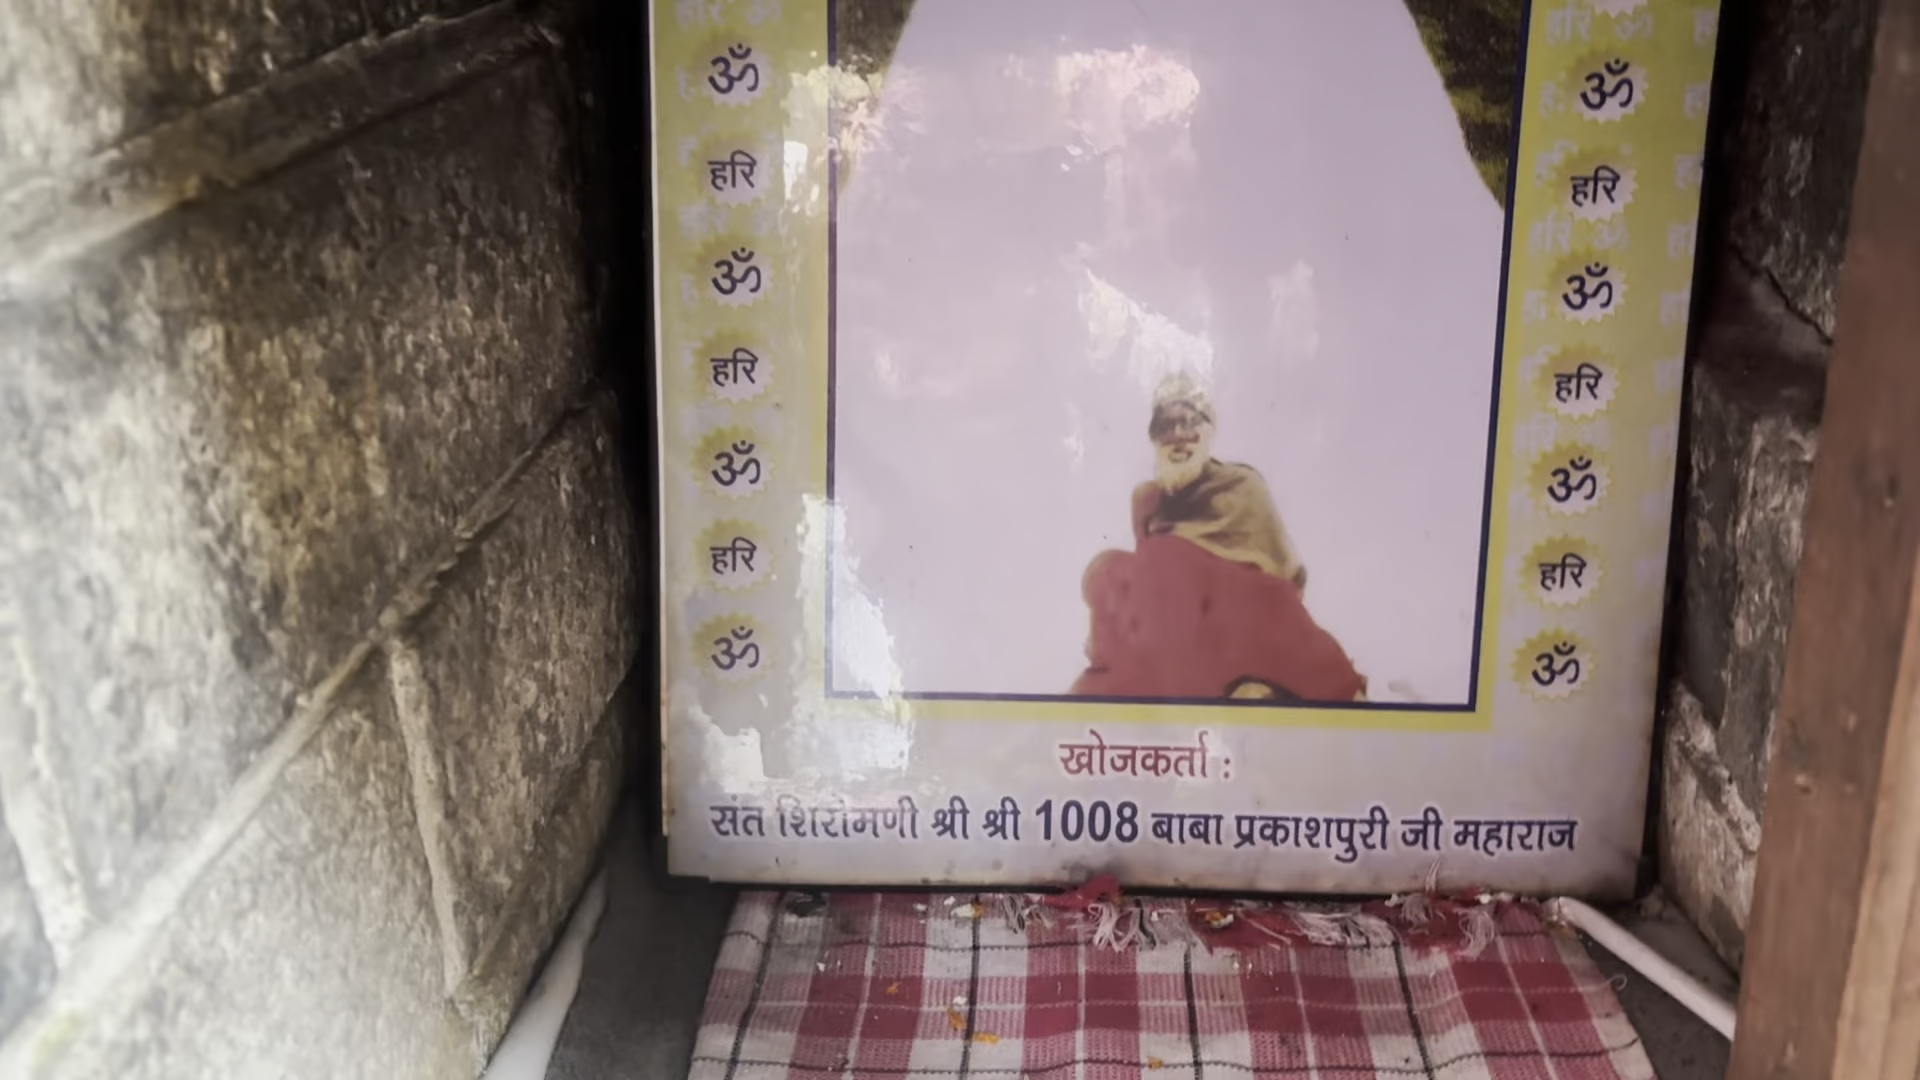 ॐ
हरि
ॐ
हरि
ॐ
हरि
ॐ
ॐ
हरि
ॐ
हरि
ॐ
हरि
ॐ
खोजकर्ता :
संत शिरोमणी श्री श्री 1008 बाबा प्रकाशपुरी जी महाराज